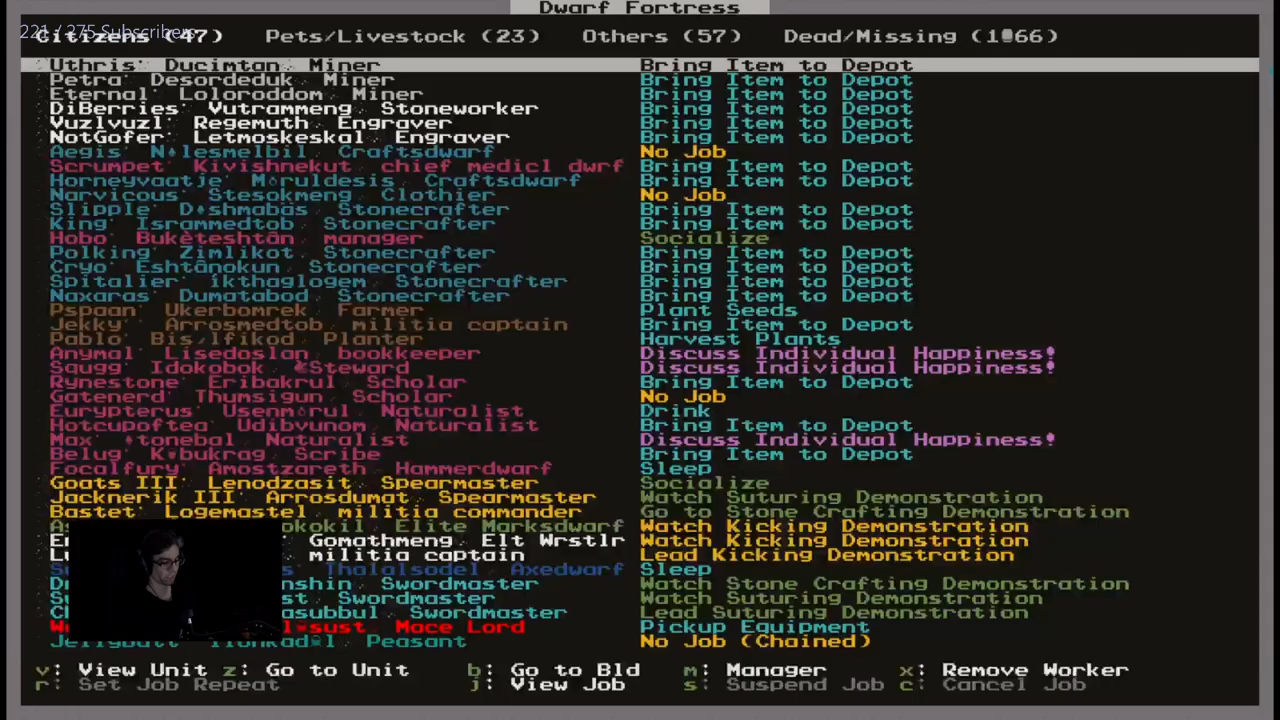 Dwarf Fortress
221 / 275 Subscribers
Citizens (47) Pets/Livestock (23) Others (57) Dead/Missing (1066)
Uthris Ducimtan Miner Bring Item to Depot
Petra Desordeduk Miner Bring Item to Depot
Eternal Loloroddom Miner Bring Item to Depot
DiBerries Vutrammeng Stoneworker Bring Item to Depot
Vuzlvuzl Regemuth Engraver Bring Item to Depot
NotGofer Letmoskeskal Engraver Bring Item to Depot
Aegis Craftsdwarf No Job
Scrumpet Kivishnekut chief medicl dwrf Bring Item to Depot
Horneyvaatje Craftsdwarf Bring Item to Depot
Narvicous Stesokmeng Clothier No Job
Slipple Stonecrafter Bring Item to Depot
King Isrammedtob Stonecrafter Bring Item to Depot
Hobo Bukèteshtân manager Socialize
Polking Zimlikot Stonecrafter Bring Item to Depot
Cryo Eshtânokun Stonecrafter Bring Item to Depot
Spitalier Stonecrafter Bring Item to Depot
Naxaras Dumatabod Stonecrafter Bring Item to Depot
Pspaan Ukerbomrek Farmer Plant Seeds
Jekky Arrosmedtob militia captain Bring Item to Depot
Pablo Planter Harvest Plants
Anymal Lisedoslan bookkeeper Discuss Individual Happiness!
Squgg Idokobok Steward Discuss Individual Happiness!
Rynestone Eribakrul Scholar Bring Item to Depot
Gatenerd Thumsigun Scholar No Job
Eurypterus Naturalist Drink
Hotcupoftea Udibvunom Naturalist Bring Item to Depot
Max Naturalist Discuss Individual Happiness!
Belug Scribe Bring Item to Depot
Focalfury Amostzareth Hammerdwarf Sleep
Goats III Lenodzasit Spearmaster Socialize
Jacknerik III Arrosdumat Spearmaster Watch Suturing Demonstration
Bastet Logemastel militia commander Go to Stone Crafting Demonstration
Elite Marksdwarf Watch Kicking Demonstration
Gomathmeng Elt Wrstlr Watch Kicking Demonstration
militia captain Lead Kicking Demonstration
Thalalsodel Axedwarf Sleep
Swordmaster Watch Stone Crafting Demonstration
Swordmaster Watch Suturing Demonstration
Swordmaster Lead Suturing Demonstration
Mace Lord Pickup Equipment
Jellybutt Peasant No Job (Chained)
v: View Unit z: Go to Unit b: Go to Bld m: Manager x: Remove Worker
r: Set Job Repeat j: View Job s: Suspend Job c: Cancel Job